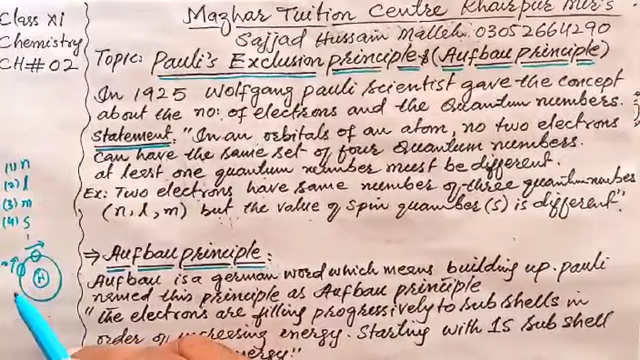 Class XI
Chemistry
CH# 02
Mazhar Tuition Centre Khairpur Mir's
Sajjad Hussain Mallah 03052664290
Topic: Pauli's Exclusion principle & (Aufbau principle)
In 1925 Wolfgang pauli scientist gave the concept
about the no: of electrons and the Quantum numbers.
Statement: "In an orbitals of an atom, no two electrons
can have the same set of four Quantum numbers.
at least one quantum number must be different.
Ex: Two electrons have same number of three quantum number
(n, l, m) but the value of spin quamber (s) is different".
(1) n
(2) l
(3) m
(4) s
N
⇒ Aufbau principle:
Aufbau is a german word which means building up. pauli
named this principle as Aufbau principle
"the electrons are filling progressively to sub shells in
order of increasing energy. Starting with 1S sub shell
energy"